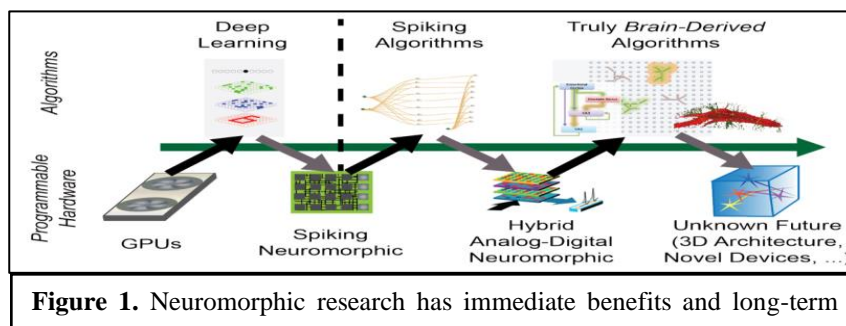 Deep
Learning
Spiking
Algorithms
Truly Brain-Derived
Algorithms
Algorithms
Programmable
Hardware
GPUs
Spiking
Neuromorphic
Hybrid
Analog-Digital
Neuromorphic
Unknown Future
(3D Architecture,
Novel Devices, ...)
Figure 1. Neuromorphic research has immediate benefits and long-term